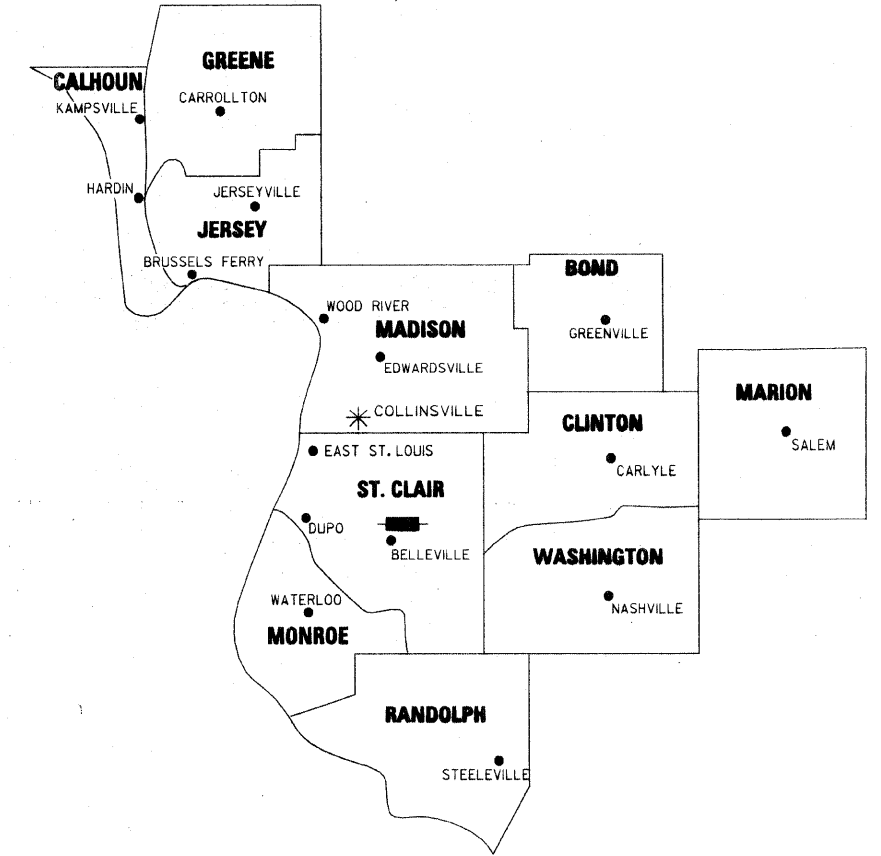 GREENE
CALHOUN
CARROLLTON
KAMPSVILLE
HARDIN
JERSEYVILLE
JERSEY
BRUSSELS FERRY
BOND
WOOD RIVER
MADISON
GREENVILLE
EDWARDSVILLE
MARION
COLLINSVILLE
CLINTON
SALEM
EAST ST. LOUIS
CARLYLE
ST. CLAIR
DUPO
BELLEVILLE
WASHINGTON
WATERLOO
NASHVILLE
MONROE
RANDOLPH
STEELEVILLE